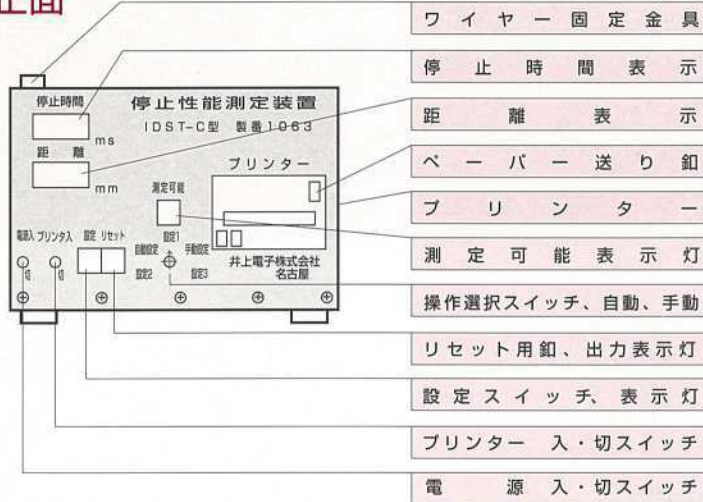 正面
ワイヤー固定金具
停止時間表示
距離表示
ペーパー送り釦
プリンター
測定可能表示灯
操作選択スイッチ、自動、手動
リセット用釦、出力表示灯
設定スイッチ、表示灯
プリンター 入・切スイッチ
電源 入・切スイッチ
停止時間
ms
距離
mm
停止性能測定装置
IDST-C型 製番1063
プリンター
測定可能
電源入 プリンタ入 設定 リセット
切 切
設定1
自動設定 手動設定
設定2 設定3
井上電子株式会社
名古屋